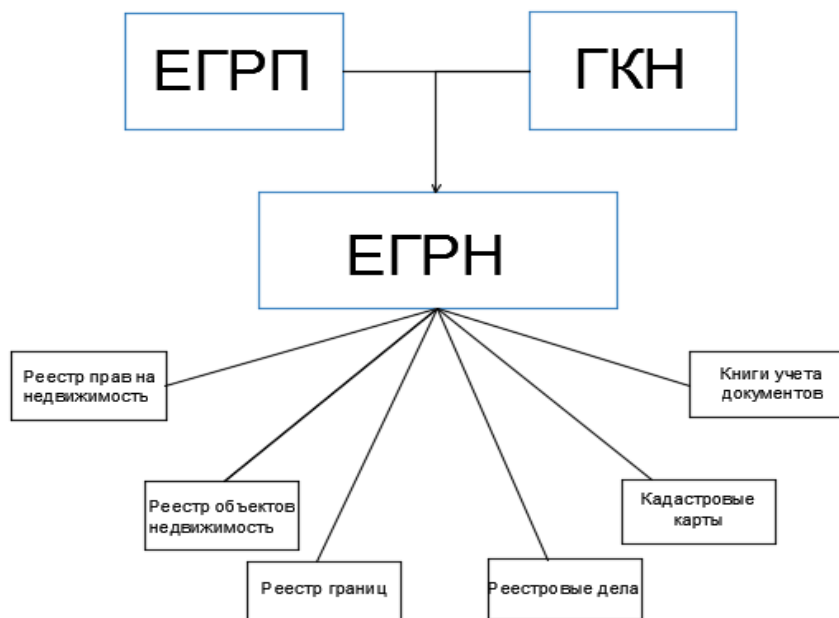 ЕГРП
ГКН
ЕГРН
Реестр прав на
недвижимость
Книги учета
документов
Реестр объектов
недвижимость
Кадастровые
карты
Реестр границ
Реестровые дела